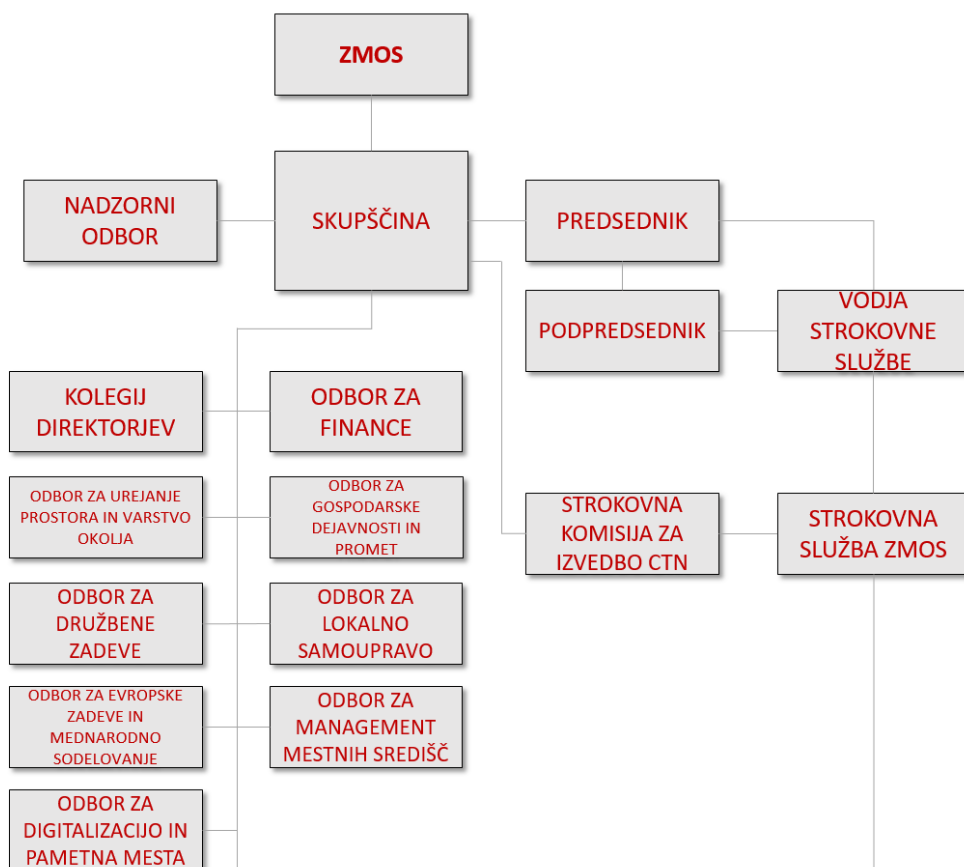 ZMOS
NADZORNI
ODBOR
SKUPŠČINA
PREDSEDNIK
PODPREDSEDNIK
VODJA
STROKOVNE
SLUŽBE
KOLEGIJ
DIREKTORJEV
ODBOR ZA
FINANCE
ODBOR ZA UREJANJE
PROSTORA IN VARSTVO
OKOLJA
ODBOR ZA
GOSPODARSKE
DEJAVNOSTI IN
PROMET
STROKOVNA
KOMISIJA ZA
IZVEDBO CTN
STROKOVNA
SLUŽBA ZMOS
ODBOR ZA
DRUŽBENE
ZADEVE
ODBOR ZA
LOKALNO
SAMOUPRAVO
ODBOR ZA EVROPSKE
ZADEVE IN
MEDNARODNO
SODELOVANJE
ODBOR ZA
MANAGEMENT
MESTNIH SREDIŠČ
ODBOR ZA
DIGITALIZACIJO IN
PAMETNA MESTA